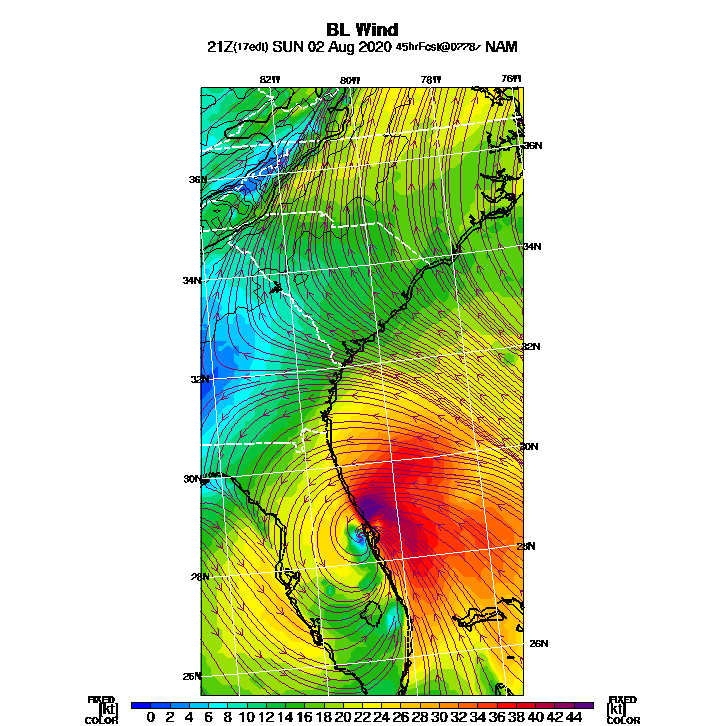 BL Wind
21Z(17edt) SUN 02 Aug 2020 45hrFcst@0728z NAM
82W 80W 78W 76W
36N
36N
34N
34N
32N
32N
30N
30N
28N
28N
26N
26N
FIXED FIXED
[kt] 0 2 4 6 8 10 12 14 16 18 20 22 24 26 28 30 32 34 36 38 40 42 44 [kt]
COLOR COLOR